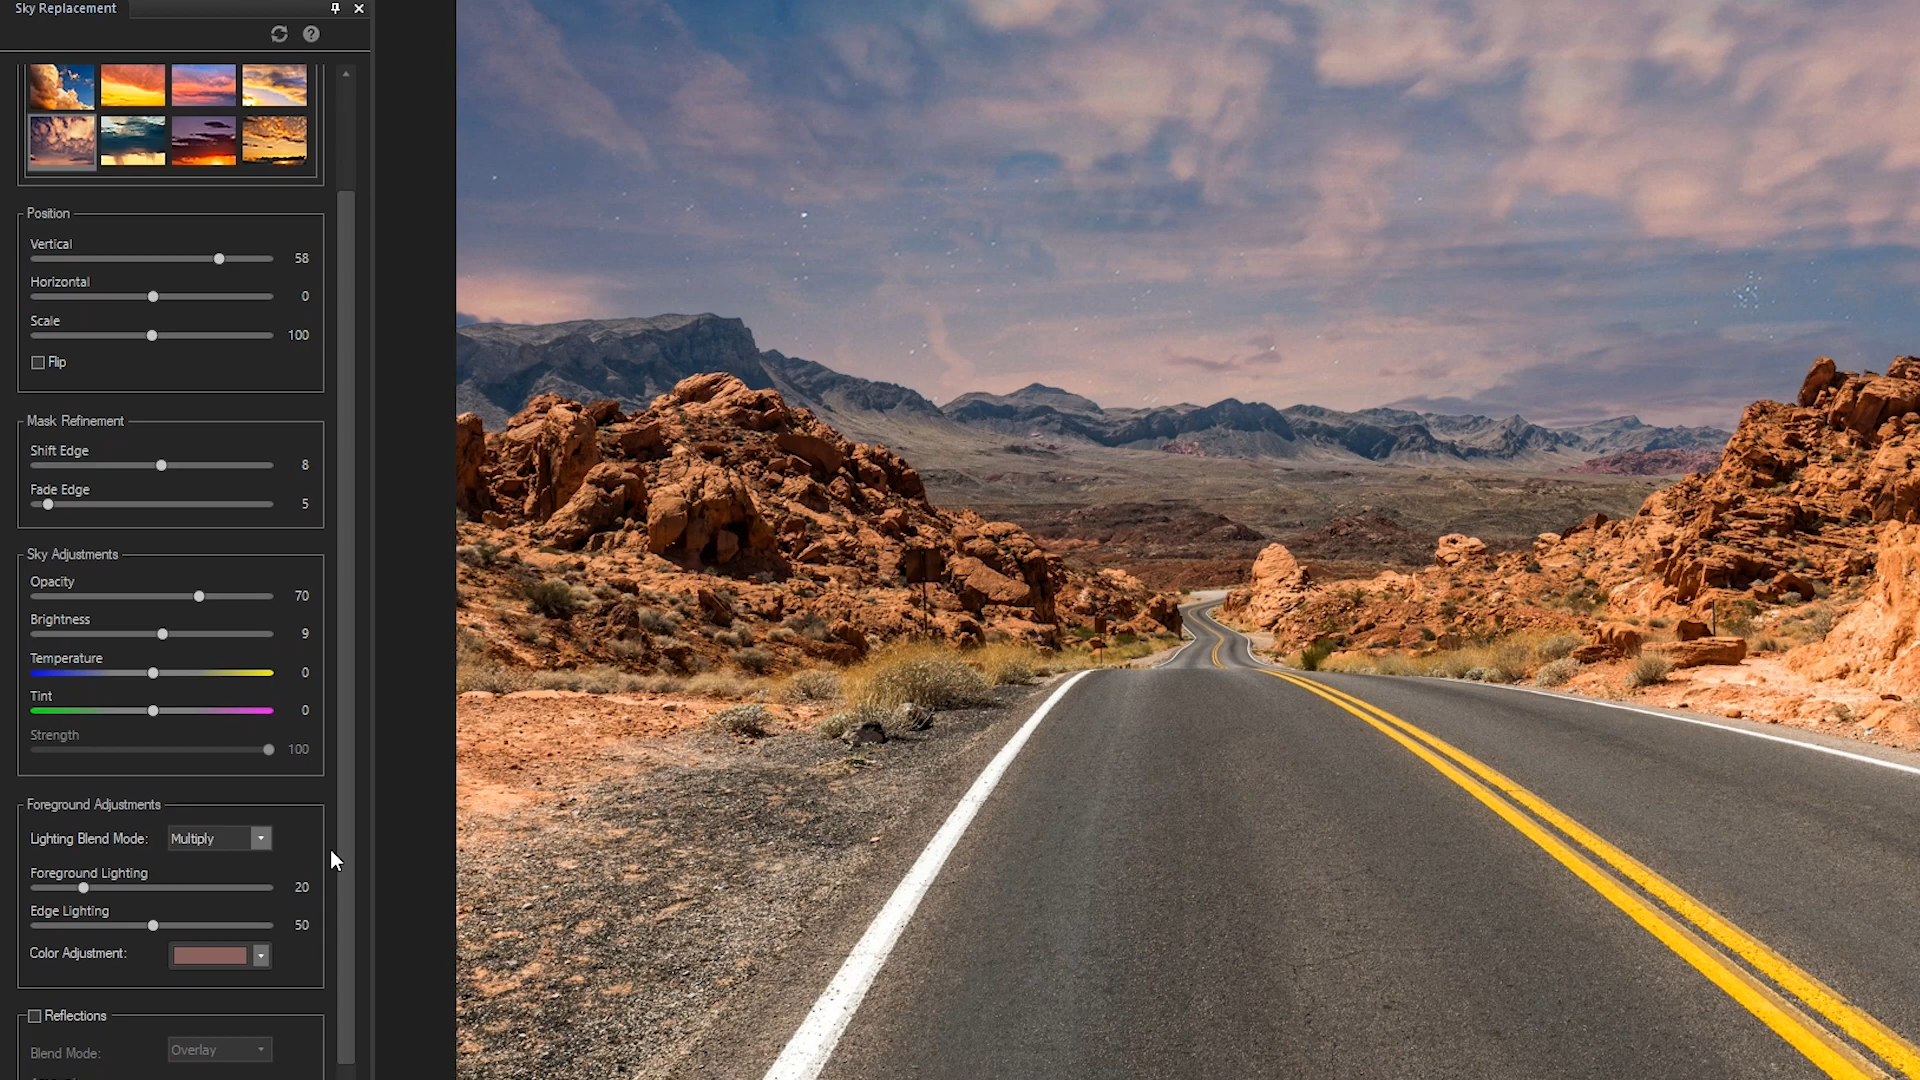 Sky Replacement
Position
Vertical
58
Horizontal
0
Scale
100
Flip
Mask Refinement
Shift Edge
8
Fade Edge
5
Sky Adjustments
Opacity
70
Brightness
9
Temperature
0
Tint
0
Strength
100
Foreground Adjustments
Lighting Blend Mode: Multiply
Foreground Lighting
20
Edge Lighting
50
Color Adjustment:
Reflections
Blend Mode: Overlay